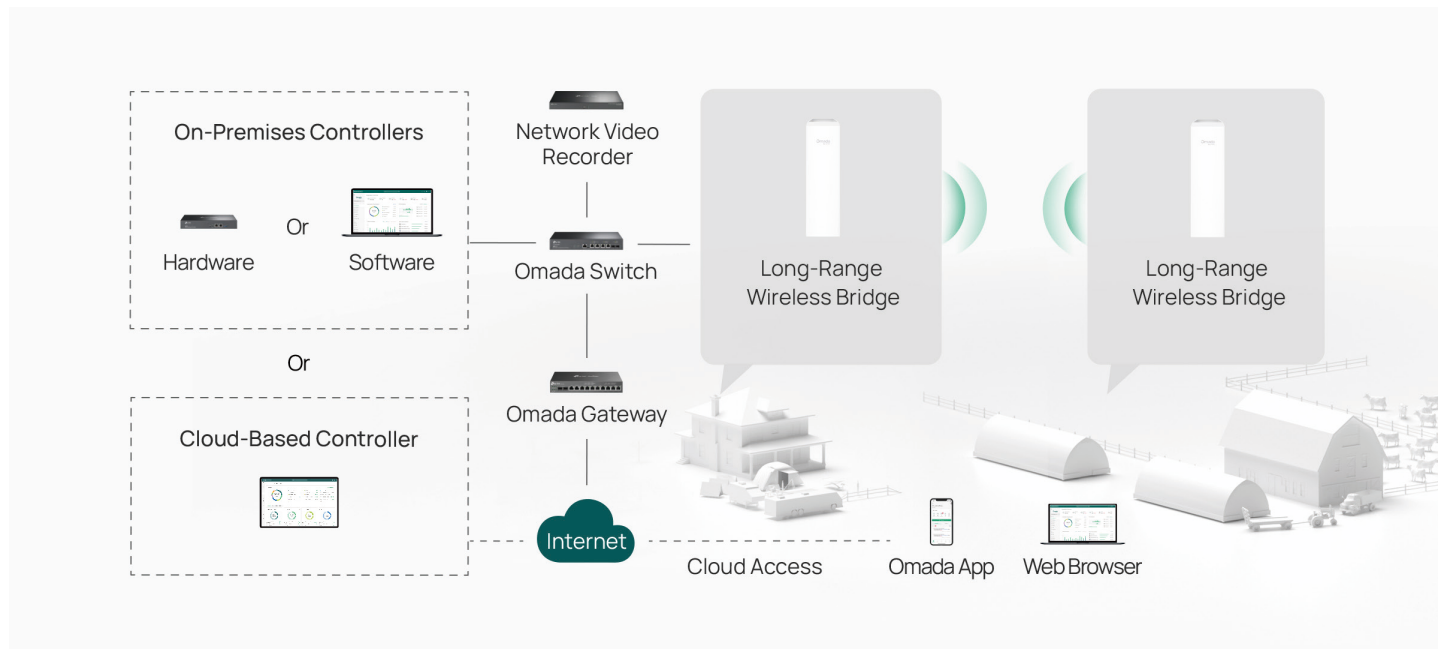 On-Premises Controllers
Hardware
Or
Software
Or
Cloud-Based Controller
Network Video
Recorder
Omada Switch
Omada Gateway
Internet
Cloud Access
Omada App
Web Browser
Long-Range
Wireless Bridge
Long-Range
Wireless Bridge